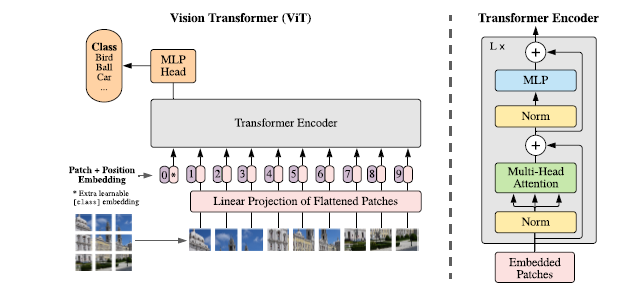 Vision Transformer (ViT)
Class
Bird
Ball
Car
...
MLP
Head
Transformer Encoder
Patch + Position
Embedding
0 * 1 2 3 4 5 6 7 8 9
* Extra learnable
[class] embedding
Linear Projection of Flattened Patches
Transformer Encoder
L ×
+
MLP
Norm
+
Multi-Head
Attention
Norm
Embedded
Patches